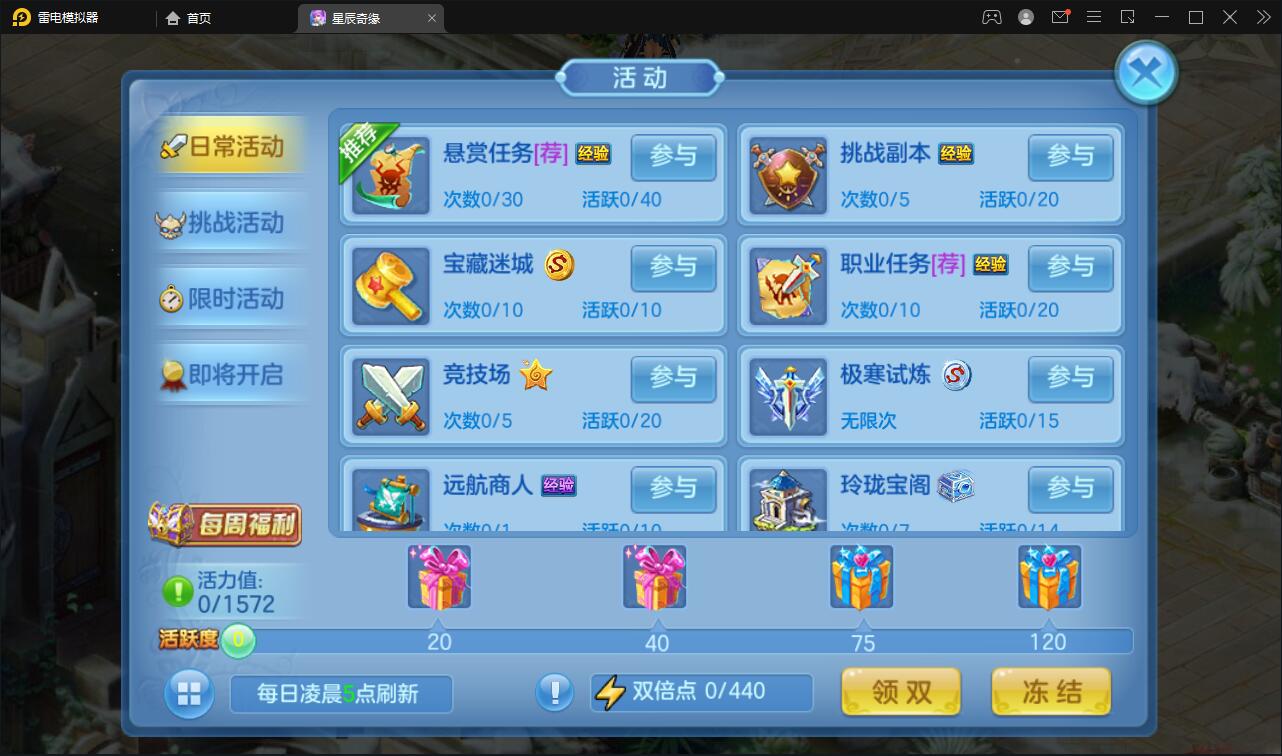 雷电模拟器
首页
星辰奇缘
活动
日常活动
挑战活动
限时活动
即将开启
推荐
悬赏任务[荐] 经验
参与
次数0/30 活跃0/40
挑战副本 经验
参与
次数0/5 活跃0/20
宝藏迷城
参与
次数0/10 活跃0/10
职业任务[荐] 经验
参与
次数0/10 活跃0/20
竞技场
参与
次数0/5 活跃0/20
极寒试炼
参与
无限次 活跃0/15
远航商人 经验
参与
次数0/1 活跃0/10
玲珑宝阁
参与
次数0/7 活跃0/14
每周福利
活力值:
0/1572
活跃度 0
20 40 75 120
每日凌晨5点刷新
双倍点 0/440
领双
冻结